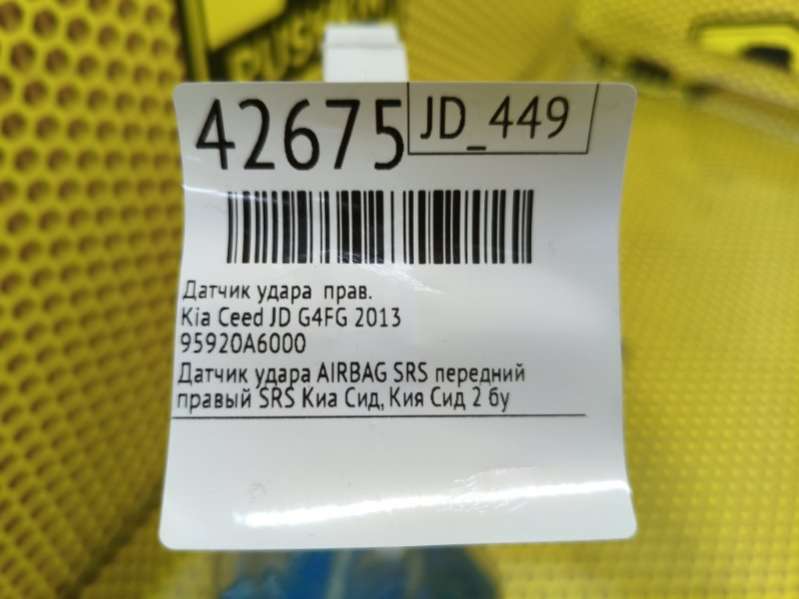 42675
JD_449
Датчик удара прав.
Kia Ceed JD G4FG 2013
95920A6000
Датчик удара AIRBAG SRS передний
правый SRS Киа Сид, Кия Сид 2 бу